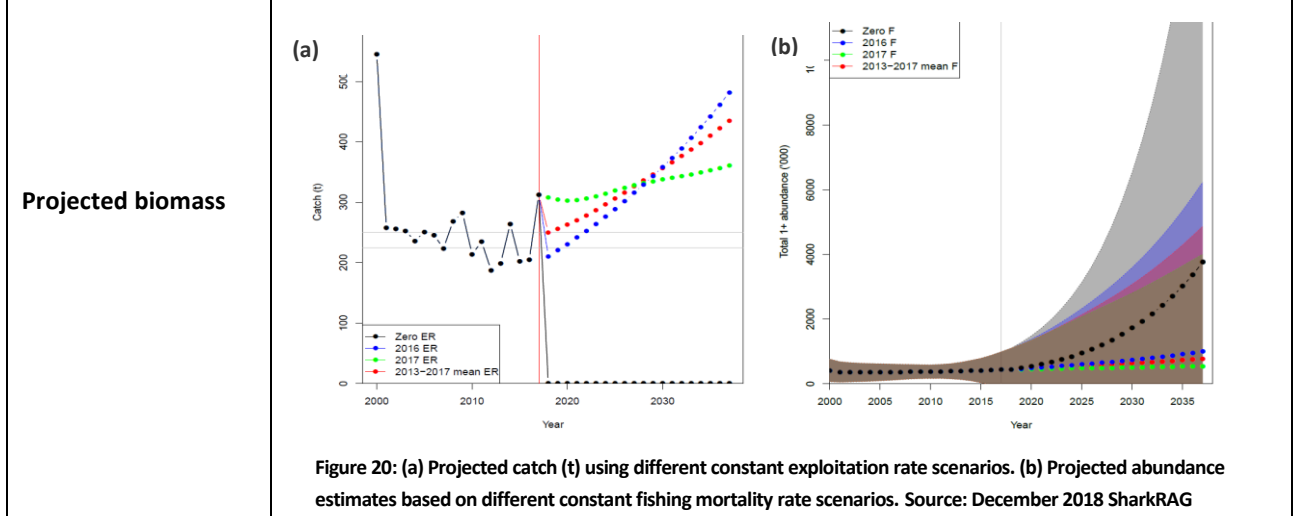 Projected biomass
(a)
Catch (t)
500
400
300
200
100
0
Zero ER
2016 ER
2017 ER
2013−2017 mean ER
2000
2010
2020
2030
Year
(b)
Zero F
2016 F
2017 F
2013−2017 mean F
Total 1+ abundance ('000)
8000
6000
4000
2000
0
2000
2005
2010
2015
2020
2025
2030
2035
Year
Figure 20: (a) Projected catch (t) using different constant exploitation rate scenarios. (b) Projected abundance
estimates based on different constant fishing mortality rate scenarios. Source: December 2018 SharkRAG